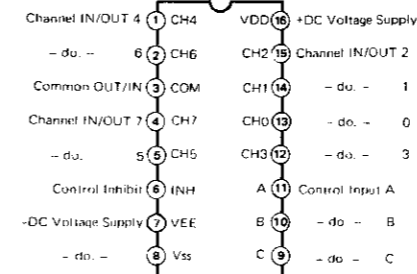 Channel IN/OUT 4 1 CH4 VDD 16 +DC Voltage Supply
- do. - 6 2 CH6 CH2 15 Channel IN/OUT 2
Common OUT/IN 3 COM CH1 14 - do. - 1
Channel IN/OUT 7 4 CH7 CH0 13 - do. - 0
- do. 5 5 CH5 CH3 12 - do. - 3
Control Inhibit 6 INH A 11 Control Input A
-DC Voltage Supply 7 VEE B 10 - do - B
- do. - 8 Vss C 9 - do - C